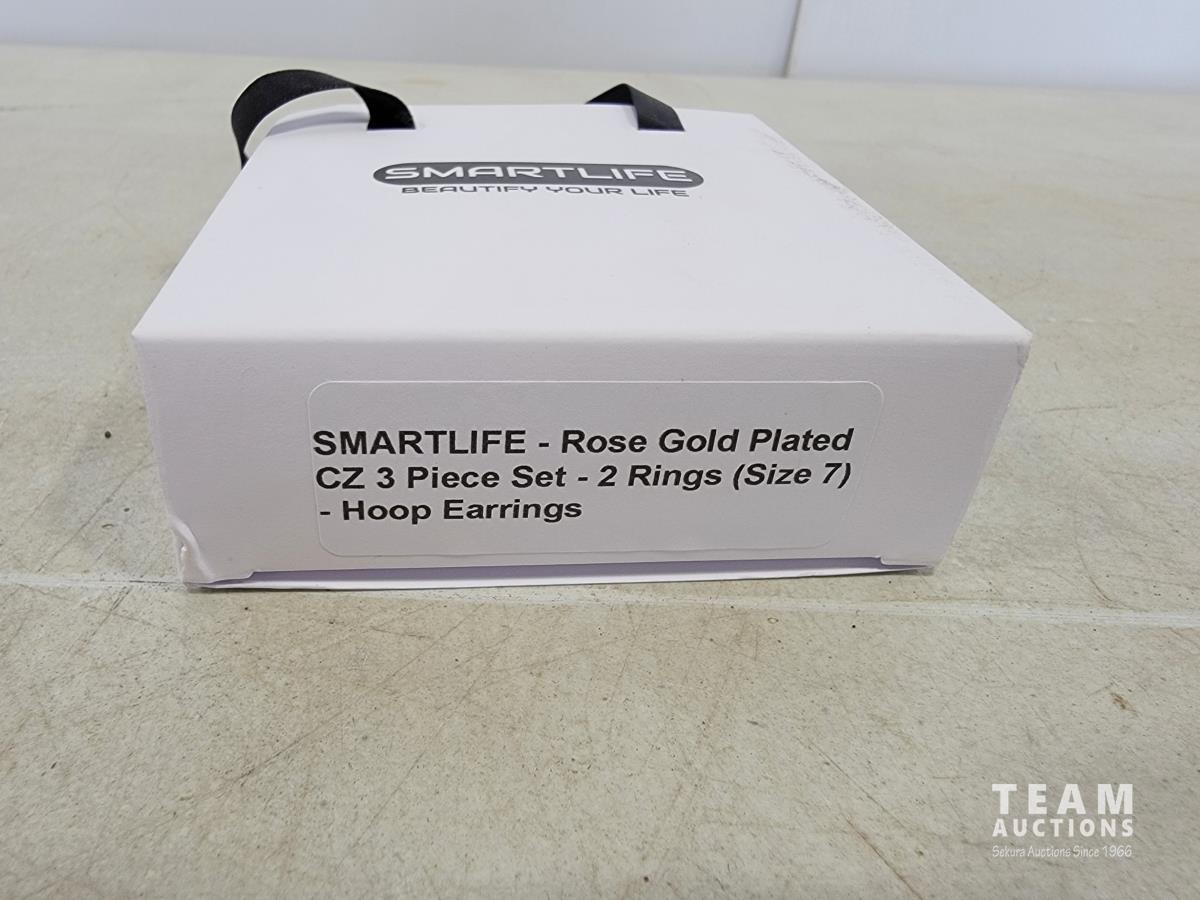 SMARTLIFE
BEAUTIFY YOUR LIFE
SMARTLIFE - Rose Gold Plated
CZ 3 Piece Set - 2 Rings (Size 7)
- Hoop Earrings
TEAM
AUCTIONS
Sekura Auctions Since 1966